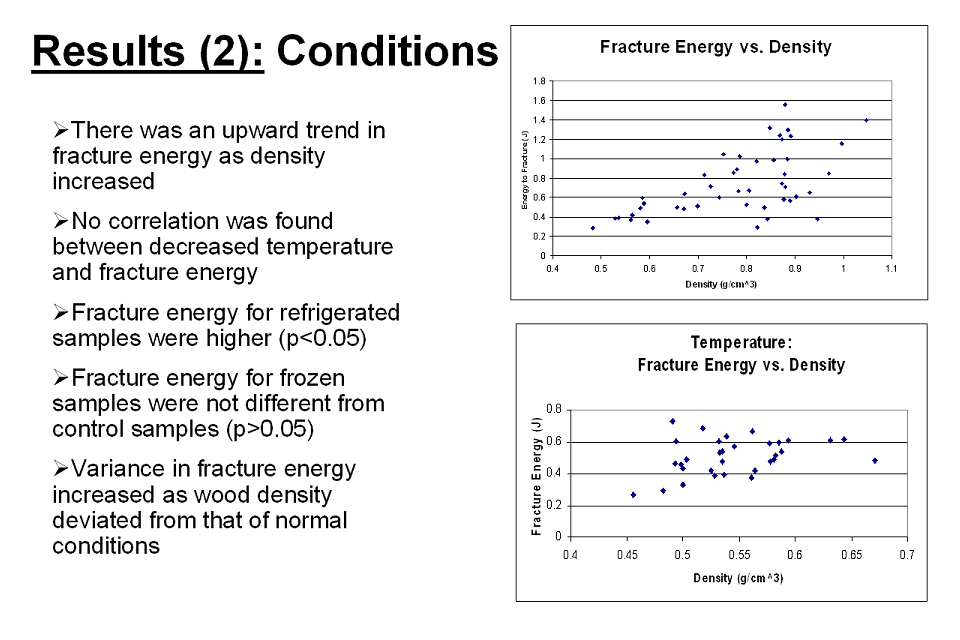 Results (2): Conditions
➢There was an upward trend in
fracture energy as density
increased
➢No correlation was found
between decreased temperature
and fracture energy
➢Fracture energy for refrigerated
samples were higher (p<0.05)
➢Fracture energy for frozen
samples were not different from
control samples (p>0.05)
➢Variance in fracture energy
increased as wood density
deviated from that of normal
conditions
Fracture Energy vs. Density
Energy to Fracture (J)
1.8
1.6
1.4
1.2
1
0.8
0.6
0.4
0.2
0
0.4 0.5 0.6 0.7 0.8 0.9 1 1.1
Density (g/cm^3)
Temperature:
Fracture Energy vs. Density
Fracture Energy (J)
0.8
0.6
0.4
0.2
0
0.4 0.45 0.5 0.55 0.6 0.65 0.7
Density (g/cm^3)